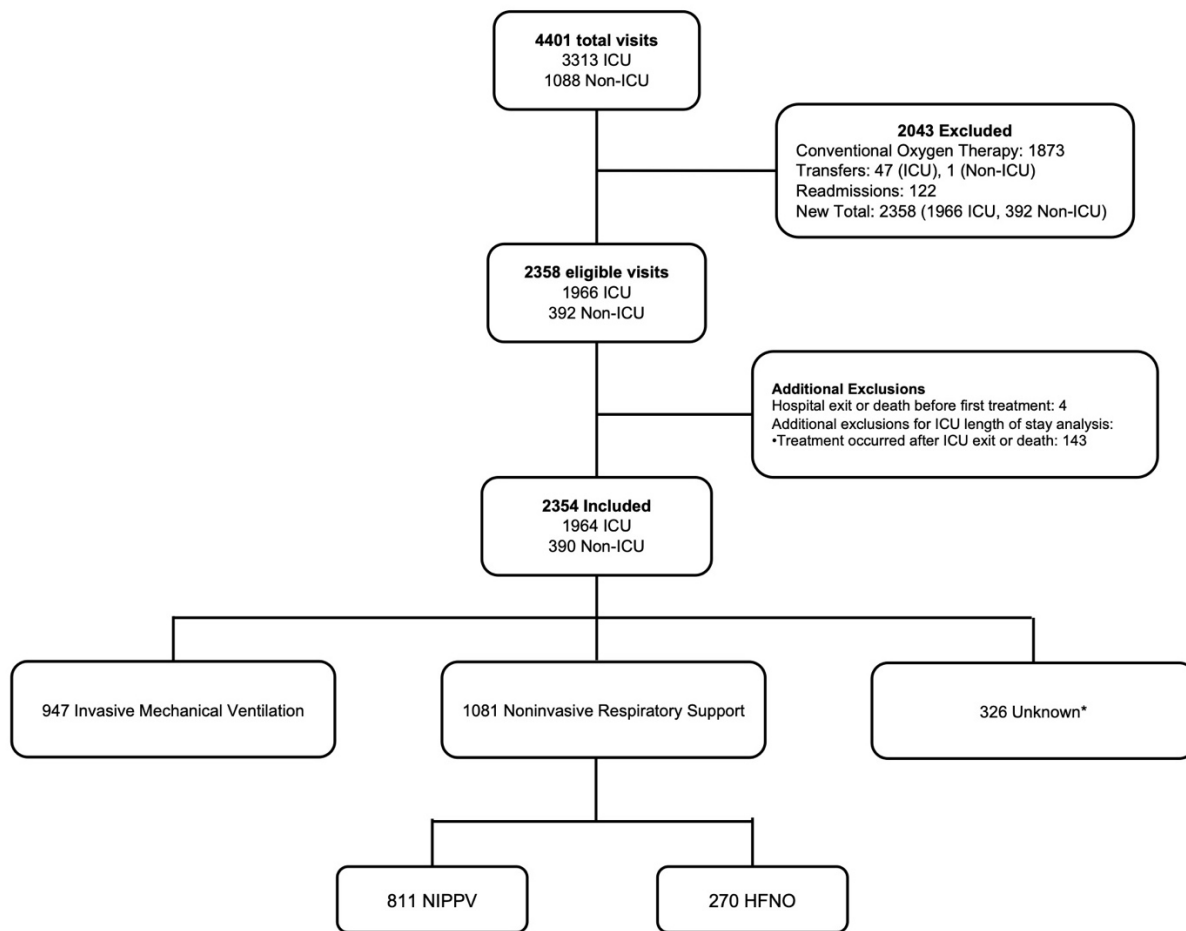 4401 total visits
3313 ICU
1088 Non-ICU
2043 Excluded
Conventional Oxygen Therapy: 1873
Transfers: 47 (ICU), 1 (Non-ICU)
Readmissions: 122
New Total: 2358 (1966 ICU, 392 Non-ICU)
2358 eligible visits
1966 ICU
392 Non-ICU
Additional Exclusions
Hospital exit or death before first treatment: 4
Additional exclusions for ICU length of stay analysis:
•Treatment occurred after ICU exit or death: 143
2354 Included
1964 ICU
390 Non-ICU
947 Invasive Mechanical Ventilation
1081 Noninvasive Respiratory Support
326 Unknown*
811 NIPPV
270 HFNO